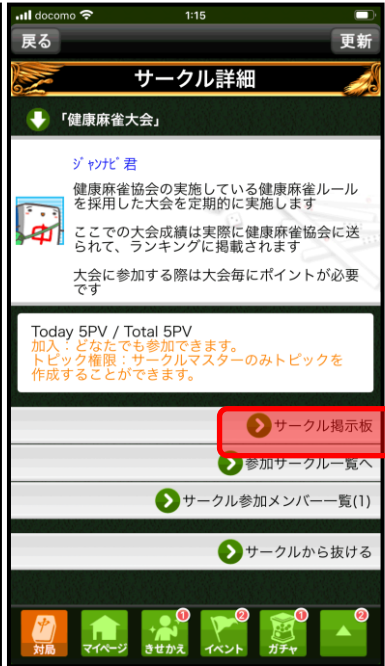 docomo 1:15
戻る サークル詳細 更新
「健康麻雀大会」
ジャンナビ君
健康麻雀協会の実施している健康麻雀ルール
を採用した大会を定期的に実施します
ここでの大会成績は実際に健康麻雀協会に送
られて、ランキングに掲載されます
大会に参加する際は大会毎にポイントが必要
です
中
Today 5PV / Total 5PV
加入：どなたでも参加できます。
トピック権限：サークルマスターのみトピックを
作成することができます。
サークル掲示板
参加サークル一覧へ
サークル参加メンバー一覧(1)
サークルから抜ける
1 2 1 2
対局 マイページ きせかえ イベント ガチャ